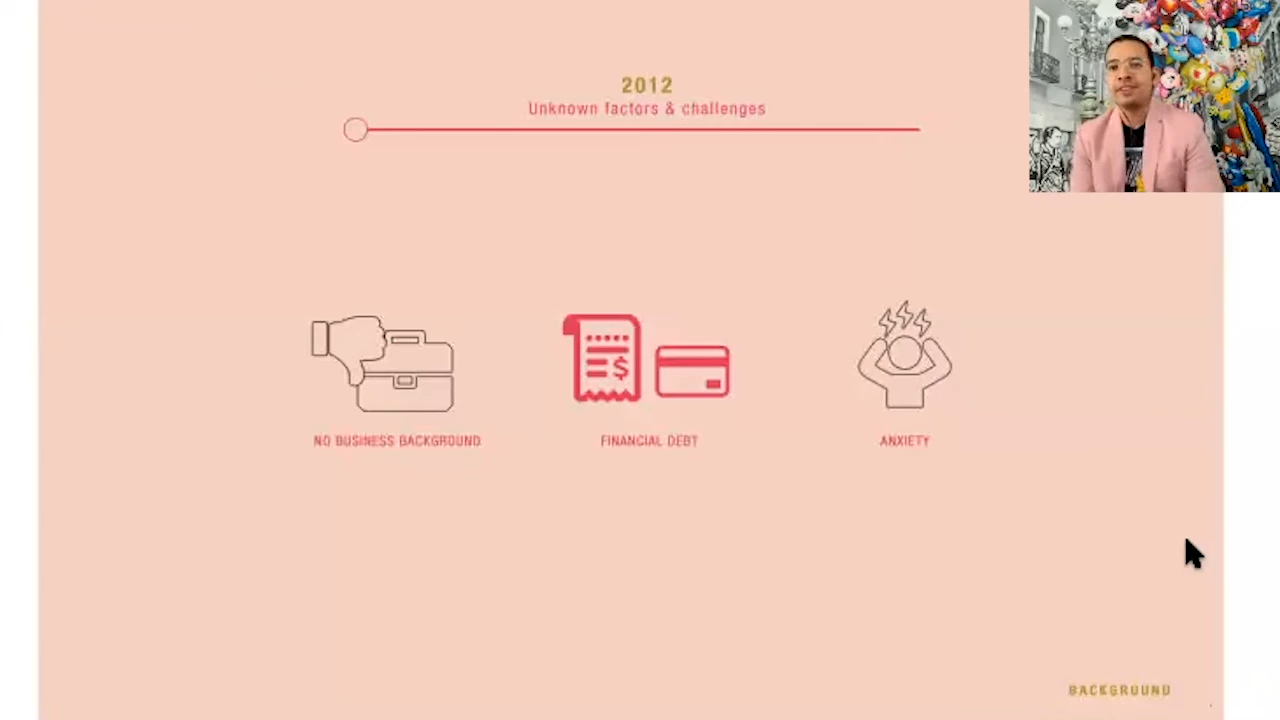 2012
Unknown factors & challenges
$
NO BUSINESS BACKGROUND
FINANCIAL DEBT
ANXIETY
BACKGROUND